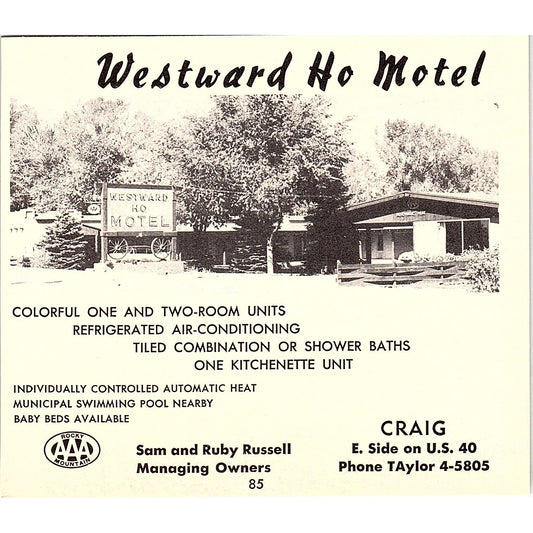 Westward Ho Motel
WESTWARD
HO
MOTEL
COLORFUL ONE AND TWO-ROOM UNITS
REFRIGERATED AIR-CONDITIONING
TILED COMBINATION OR SHOWER BATHS
ONE KITCHENETTE UNIT
INDIVIDUALLY CONTROLLED AUTOMATIC HEAT
MUNICIPAL SWIMMING POOL NEARBY
BABY BEDS AVAILABLE
ROCKY
AAA
MOUNTAIN
Sam and Ruby Russell
Managing Owners
CRAIG
E. Side on U.S. 40
Phone TAylor 4-5805
85